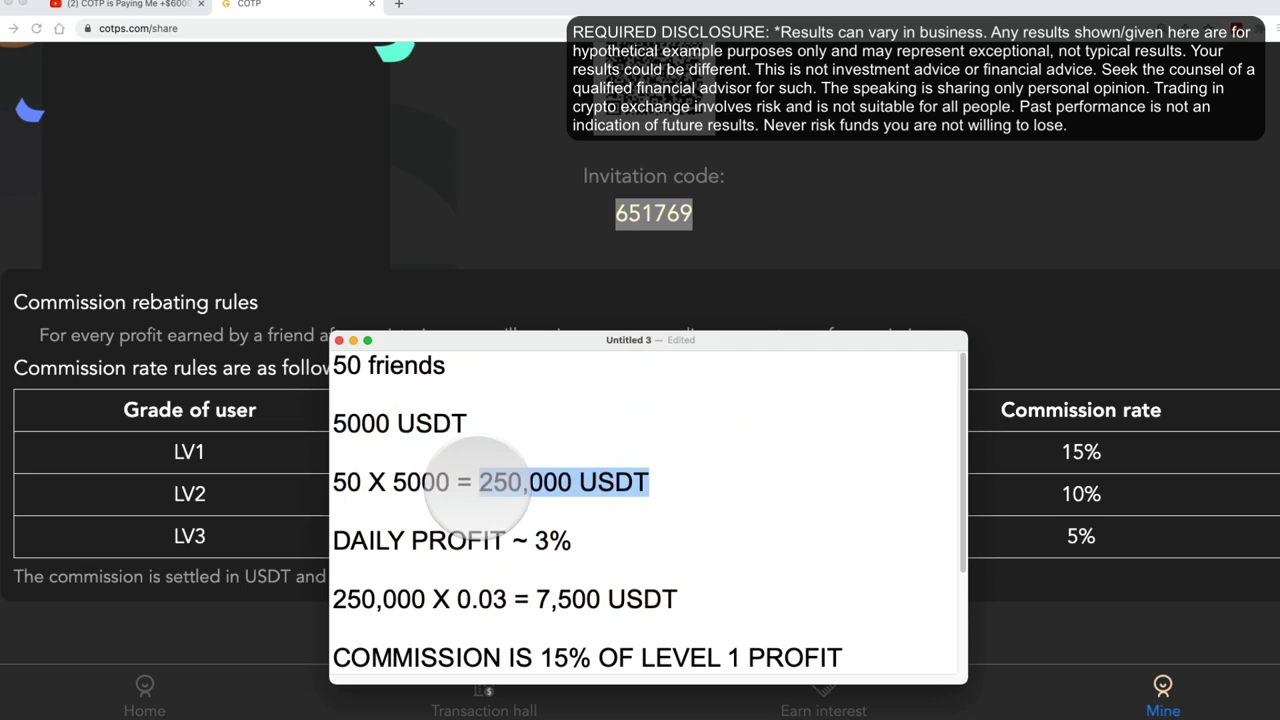 (2) COTP is Paying Me +$6000
COTP
cotps.com/share
REQUIRED DISCLOSURE: *Results can vary in business. Any results shown/given here are for
hypothetical example purposes only and may represent exceptional, not typical results. Your
results could be different. This is not investment advice or financial advice. Seek the counsel of a
qualified financial advisor for such. The speaking is sharing only personal opinion. Trading in
crypto exchange involves risk and is not suitable for all people. Past performance is not an
indication of future results. Never risk funds you are not willing to lose.
Invitation code:
651769
Commission rebating rules
For every profit earned by a friend
Commission rate rules are as
Grade of user
Commission rate
LV1
15%
LV2
10%
LV3
5%
The commission is settled in USDT and
Untitled 3 — Edited
50 friends
5000 USDT
50 X 5000 = 250,000 USDT
DAILY PROFIT ~ 3%
250,000 X 0.03 = 7,500 USDT
COMMISSION IS 15% OF LEVEL 1 PROFIT
Home
Transaction hall
Earn interest
Mine